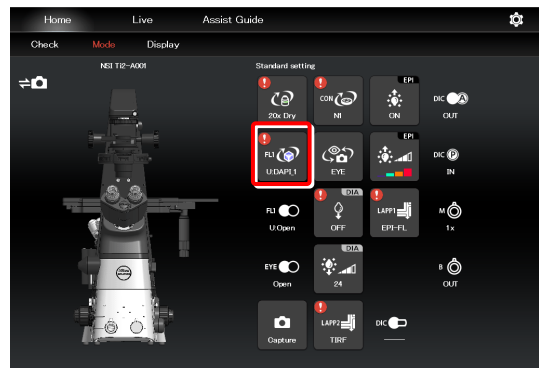 Home Live Assist Guide
Check Mode Display
NSI Ti2-A001
Standard setting
EPI
CON
DIC
20x Dry N1 ON OUT
EPI
FL1
DIC
U:DAPI_1 EYE IN
DIA
FL1
LAPP1
M
U:Open OFF EPI-FL 1x
DIA
EYE
B
Open 24 OUT
LAPP2
DIC
Capture TIRF